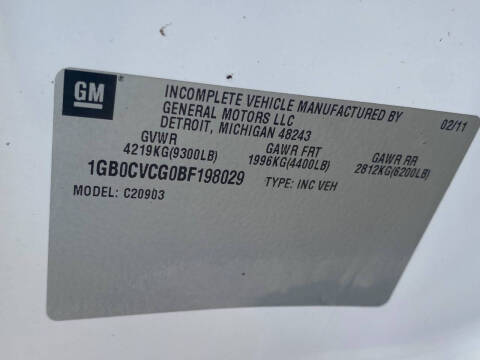 GM
INCOMPLETE VEHICLE MANUFACTURED BY
GENERAL MOTORS LLC
DETROIT, MICHIGAN 48243
02/11
GVWR
4219KG(9300LB)
GAWR FRT
1996KG(4400LB)
GAWR RR
2812KG(6200LB)
1GB0CVCG0BF198029
TYPE: INC VEH
MODEL: C20903